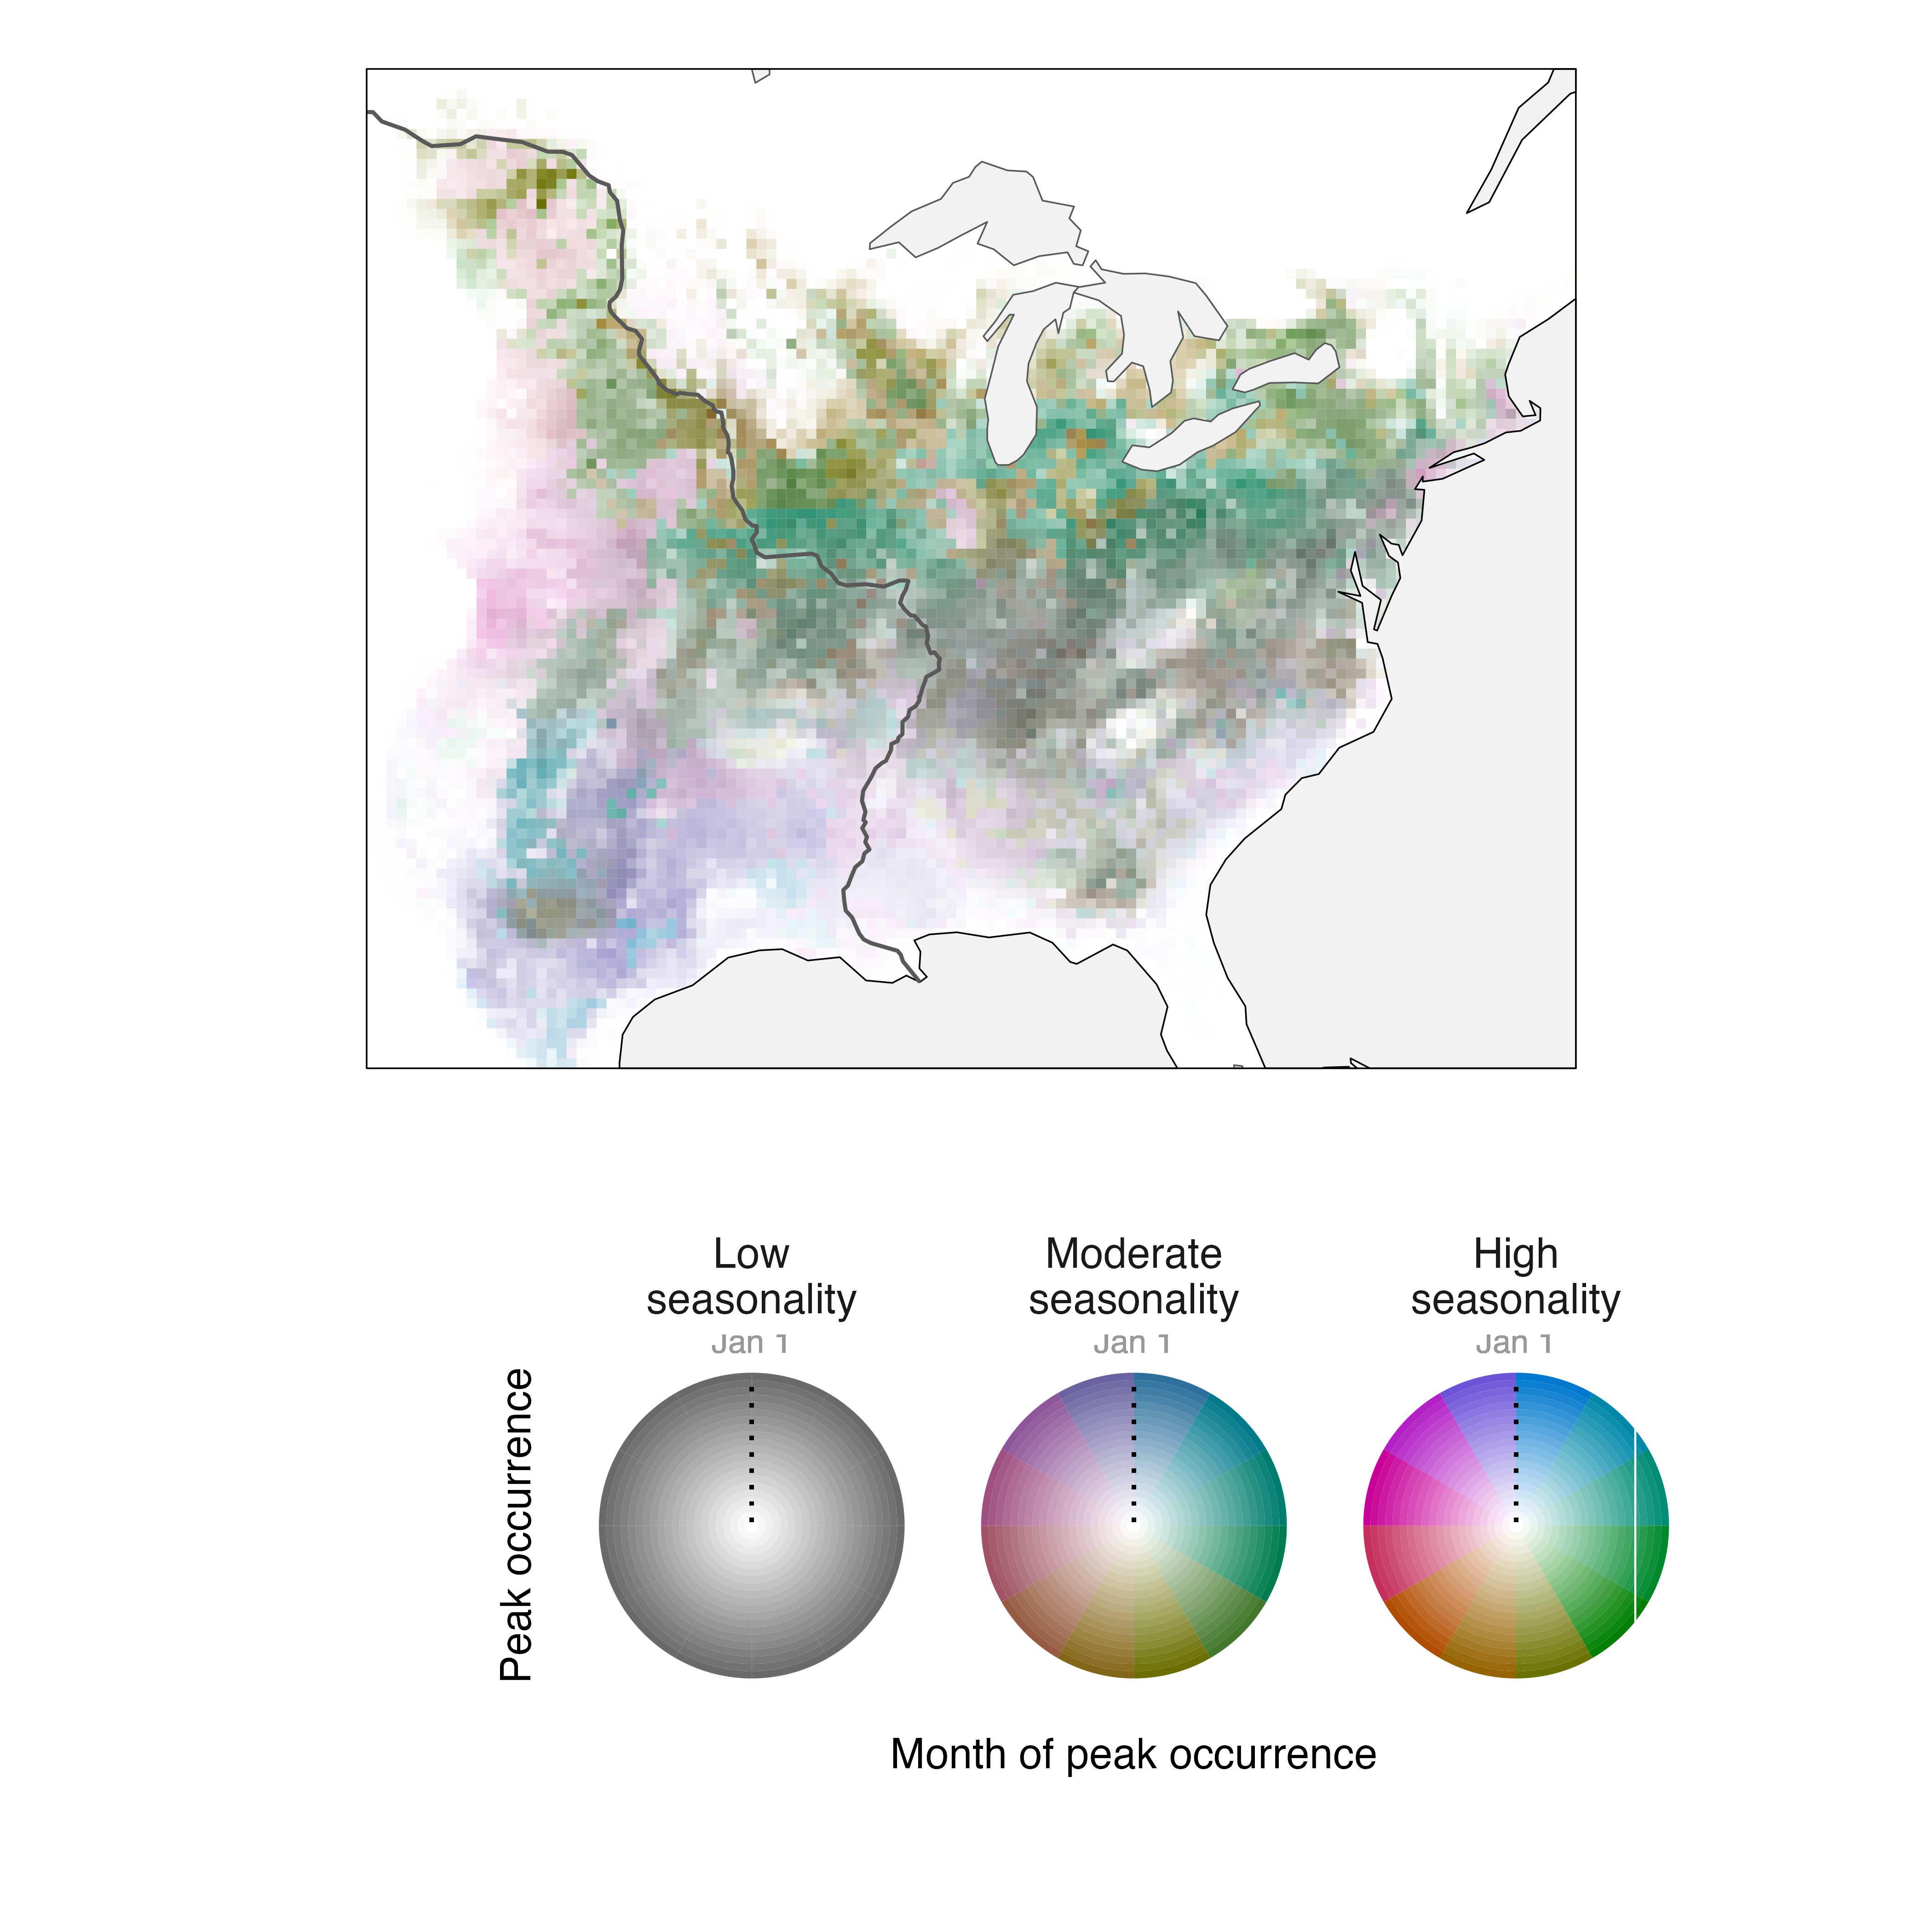 Low
seasonality
Jan 1
Moderate
seasonality
Jan 1
High
seasonality
Jan 1
Peak occurrence
Month of peak occurrence